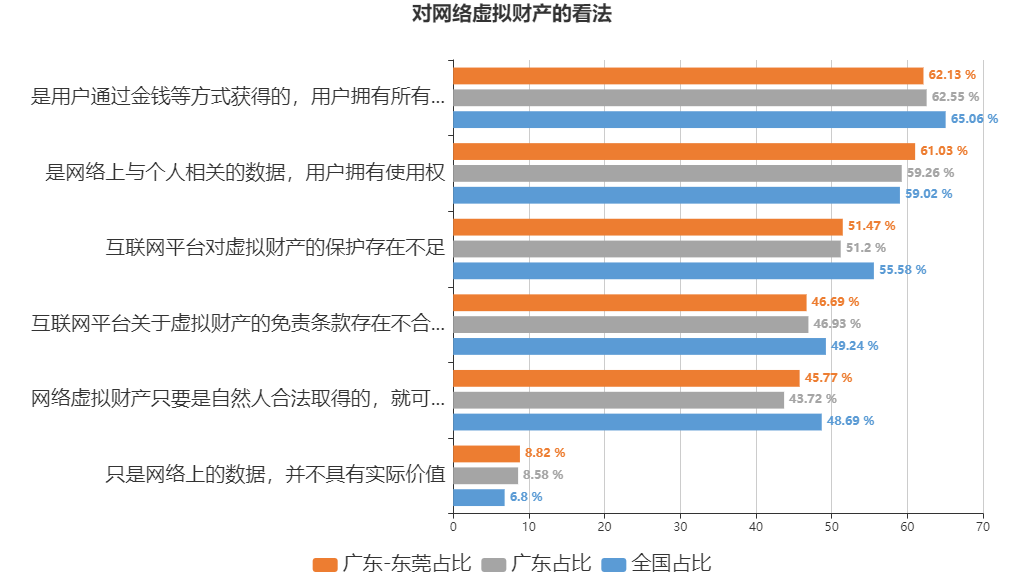 对网络虚拟财产的看法
是用户通过金钱等方式获得的，用户拥有所有...
62.13 %
62.55 %
65.06 %
是网络上与个人相关的数据，用户拥有使用权
61.03 %
59.26 %
59.02 %
互联网平台对虚拟财产的保护存在不足
51.47 %
51.2 %
55.58 %
互联网平台关于虚拟财产的免责条款存在不合...
46.69 %
46.93 %
49.24 %
网络虚拟财产只要是自然人合法取得的，就可...
45.77 %
43.72 %
48.69 %
只是网络上的数据，并不具有实际价值
8.82 %
8.58 %
6.8 %
0 10 20 30 40 50 60 70
广东-东莞占比 广东占比 全国占比